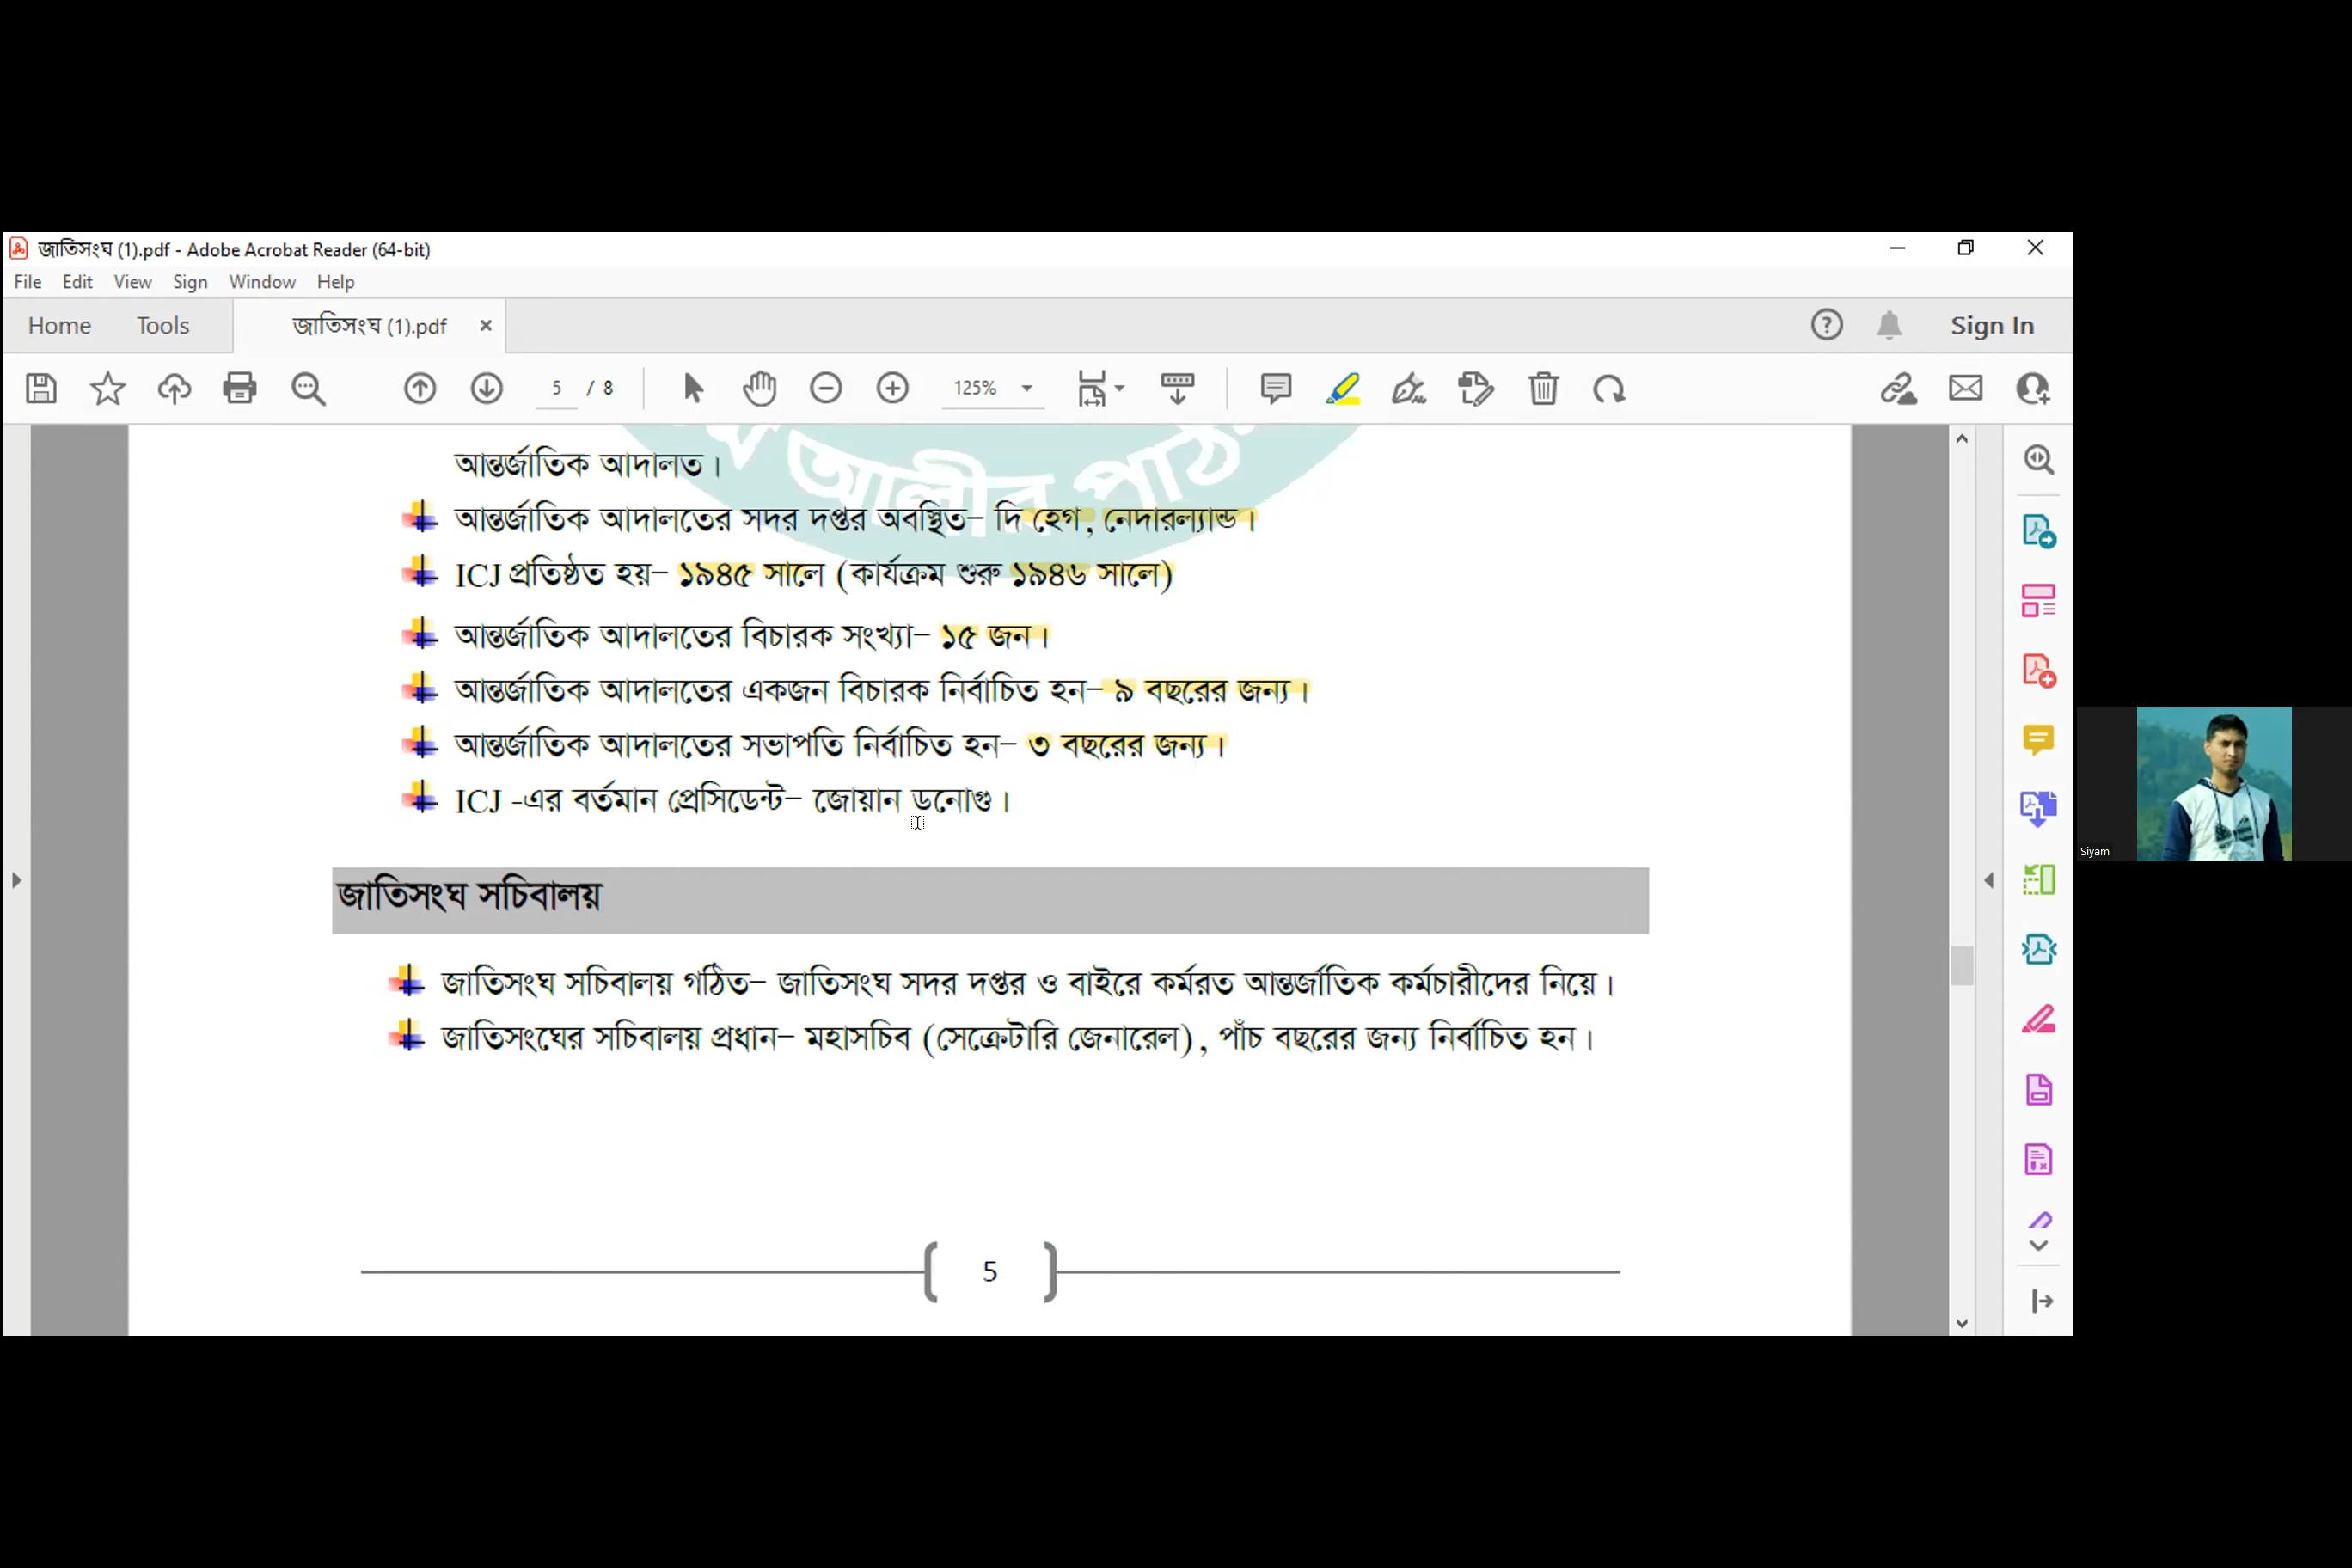 জাতিসংঘ (1).pdf - Adobe Acrobat Reader (64-bit)
File Edit View Sign Window Help
Home Tools জাতিসংঘ (1).pdf Sign In
5 / 8 125%
আলীর পাঠ
আন্তর্জাতিক আদালত।
আন্তর্জাতিক আদালতের সদর দপ্তর অবস্থিত– দি হেগ, নেদারল্যান্ড।
ICJ প্রতিষ্ঠত হয়– ১৯৪৫ সালে (কার্যক্রম শুরু ১৯৪৬ সালে)
আন্তর্জাতিক আদালতের বিচারক সংখ্যা– ১৫ জন।
আন্তর্জাতিক আদালতের একজন বিচারক নির্বাচিত হন– ৯ বছরের জন্য।
আন্তর্জাতিক আদালতের সভাপতি নির্বাচিত হন– ৩ বছরের জন্য।
ICJ -এর বর্তমান প্রেসিডেন্ট– জোয়ান ডনোগু।
জাতিসংঘ সচিবালয়
জাতিসংঘ সচিবালয় গঠিত– জাতিসংঘ সদর দপ্তর ও বাইরে কর্মরত আন্তর্জাতিক কর্মচারীদের নিয়ে।
জাতিসংঘের সচিবালয় প্রধান– মহাসচিব (সেক্রেটারি জেনারেল), পাঁচ বছরের জন্য নির্বাচিত হন।
5
Siyam